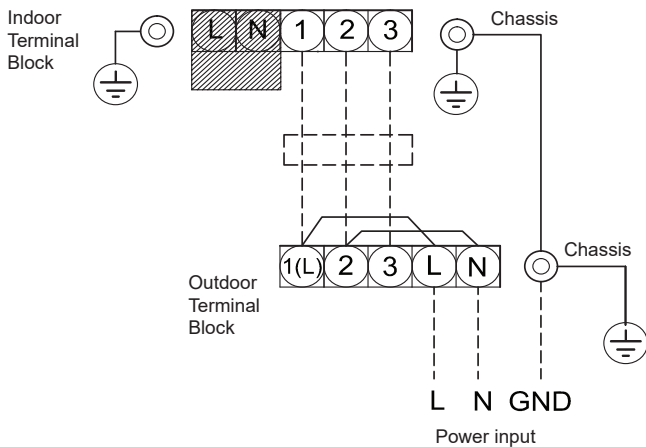 Indoor
Terminal
Block
L N 1 2 3
Chassis
Outdoor
Terminal
Block
1(L) 2 3 L N
Chassis
L N GND
Power input